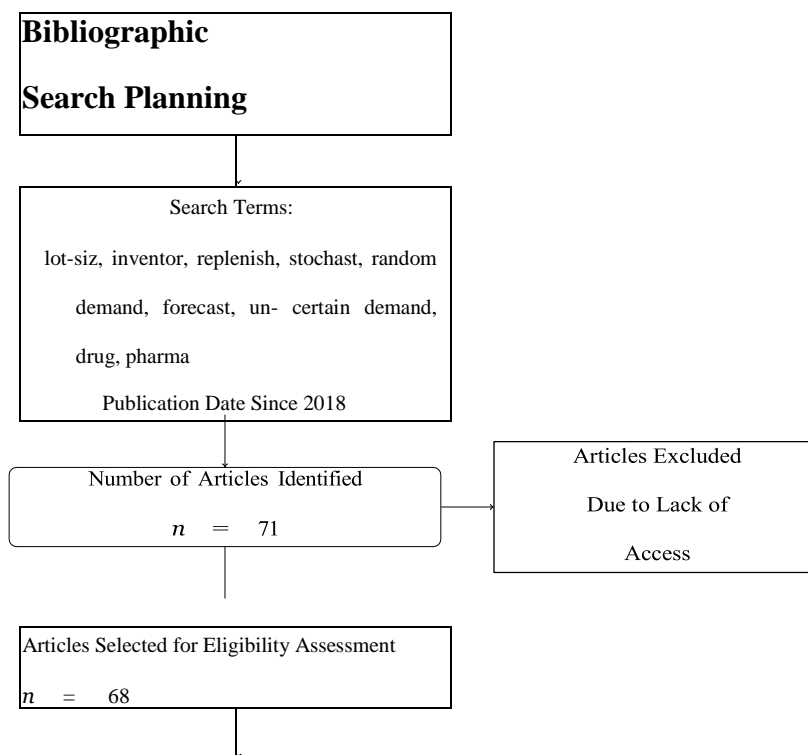 Bibliographic
Search Planning
Search Terms:
lot-siz, inventor, replenish, stochast, random
demand, forecast, un- certain demand,
drug, pharma
Publication Date Since 2018
Number of Articles Identified
n = 71
Articles Excluded
Due to Lack of
Access
Articles Selected for Eligibility Assessment
n = 68